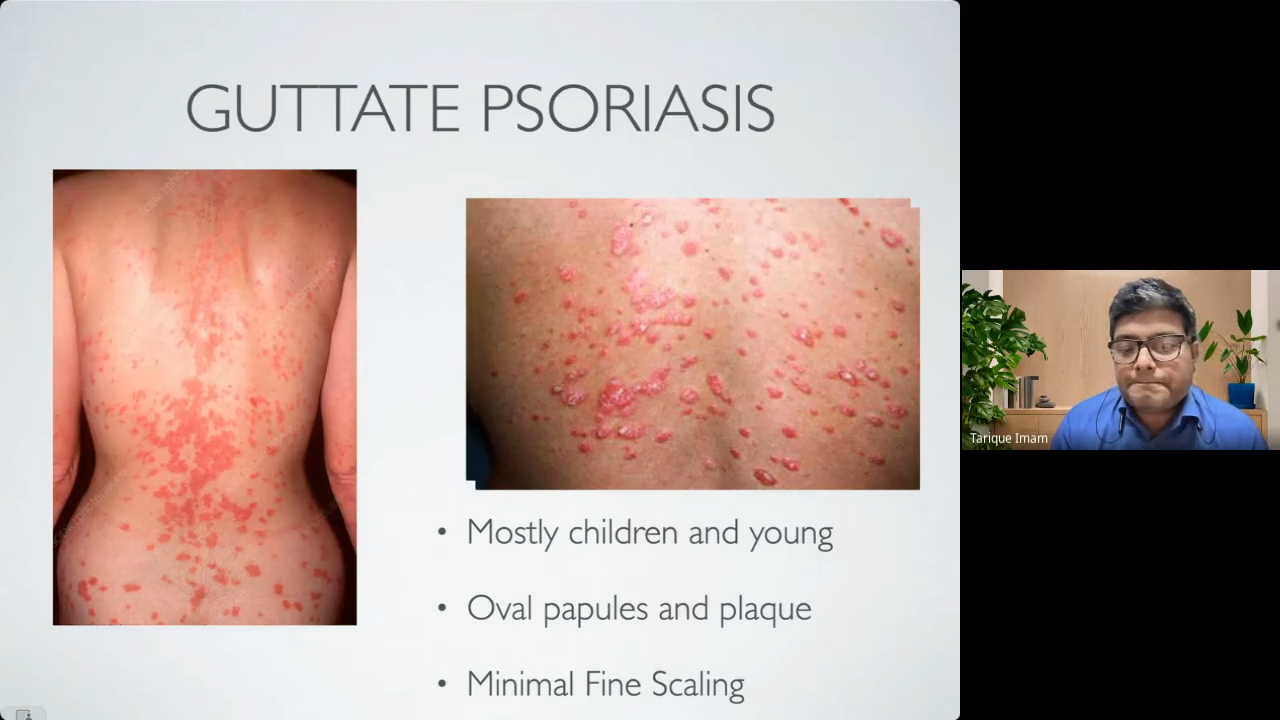 GUTTATE PSORIASIS
Tarique Imam
• Mostly children and young
• Oval papules and plaque
• Minimal Fine Scaling